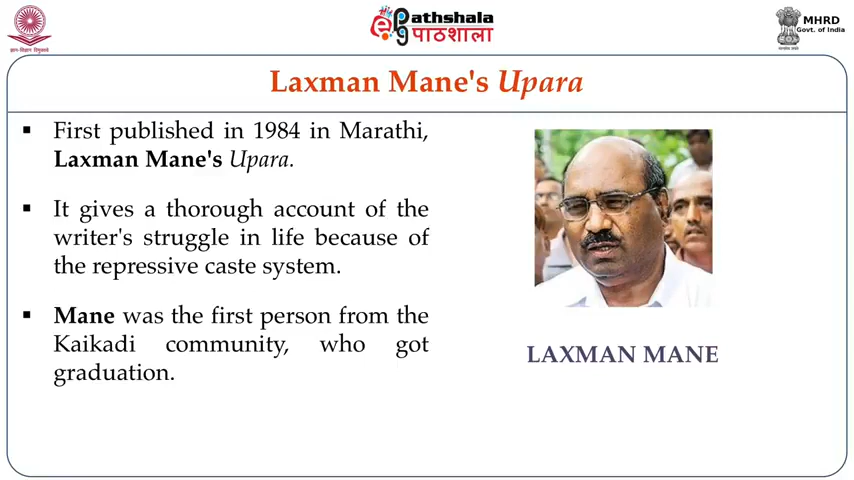 ePathshala
पाठशाला
MHRD
Govt. of India
Laxman Mane's Upara
▪ First published in 1984 in Marathi,
Laxman Mane's Upara.
▪ It gives a thorough account of the
writer's struggle in life because of
the repressive caste system.
▪ Mane was the first person from the
Kaikadi community, who got
graduation.
LAXMAN MANE